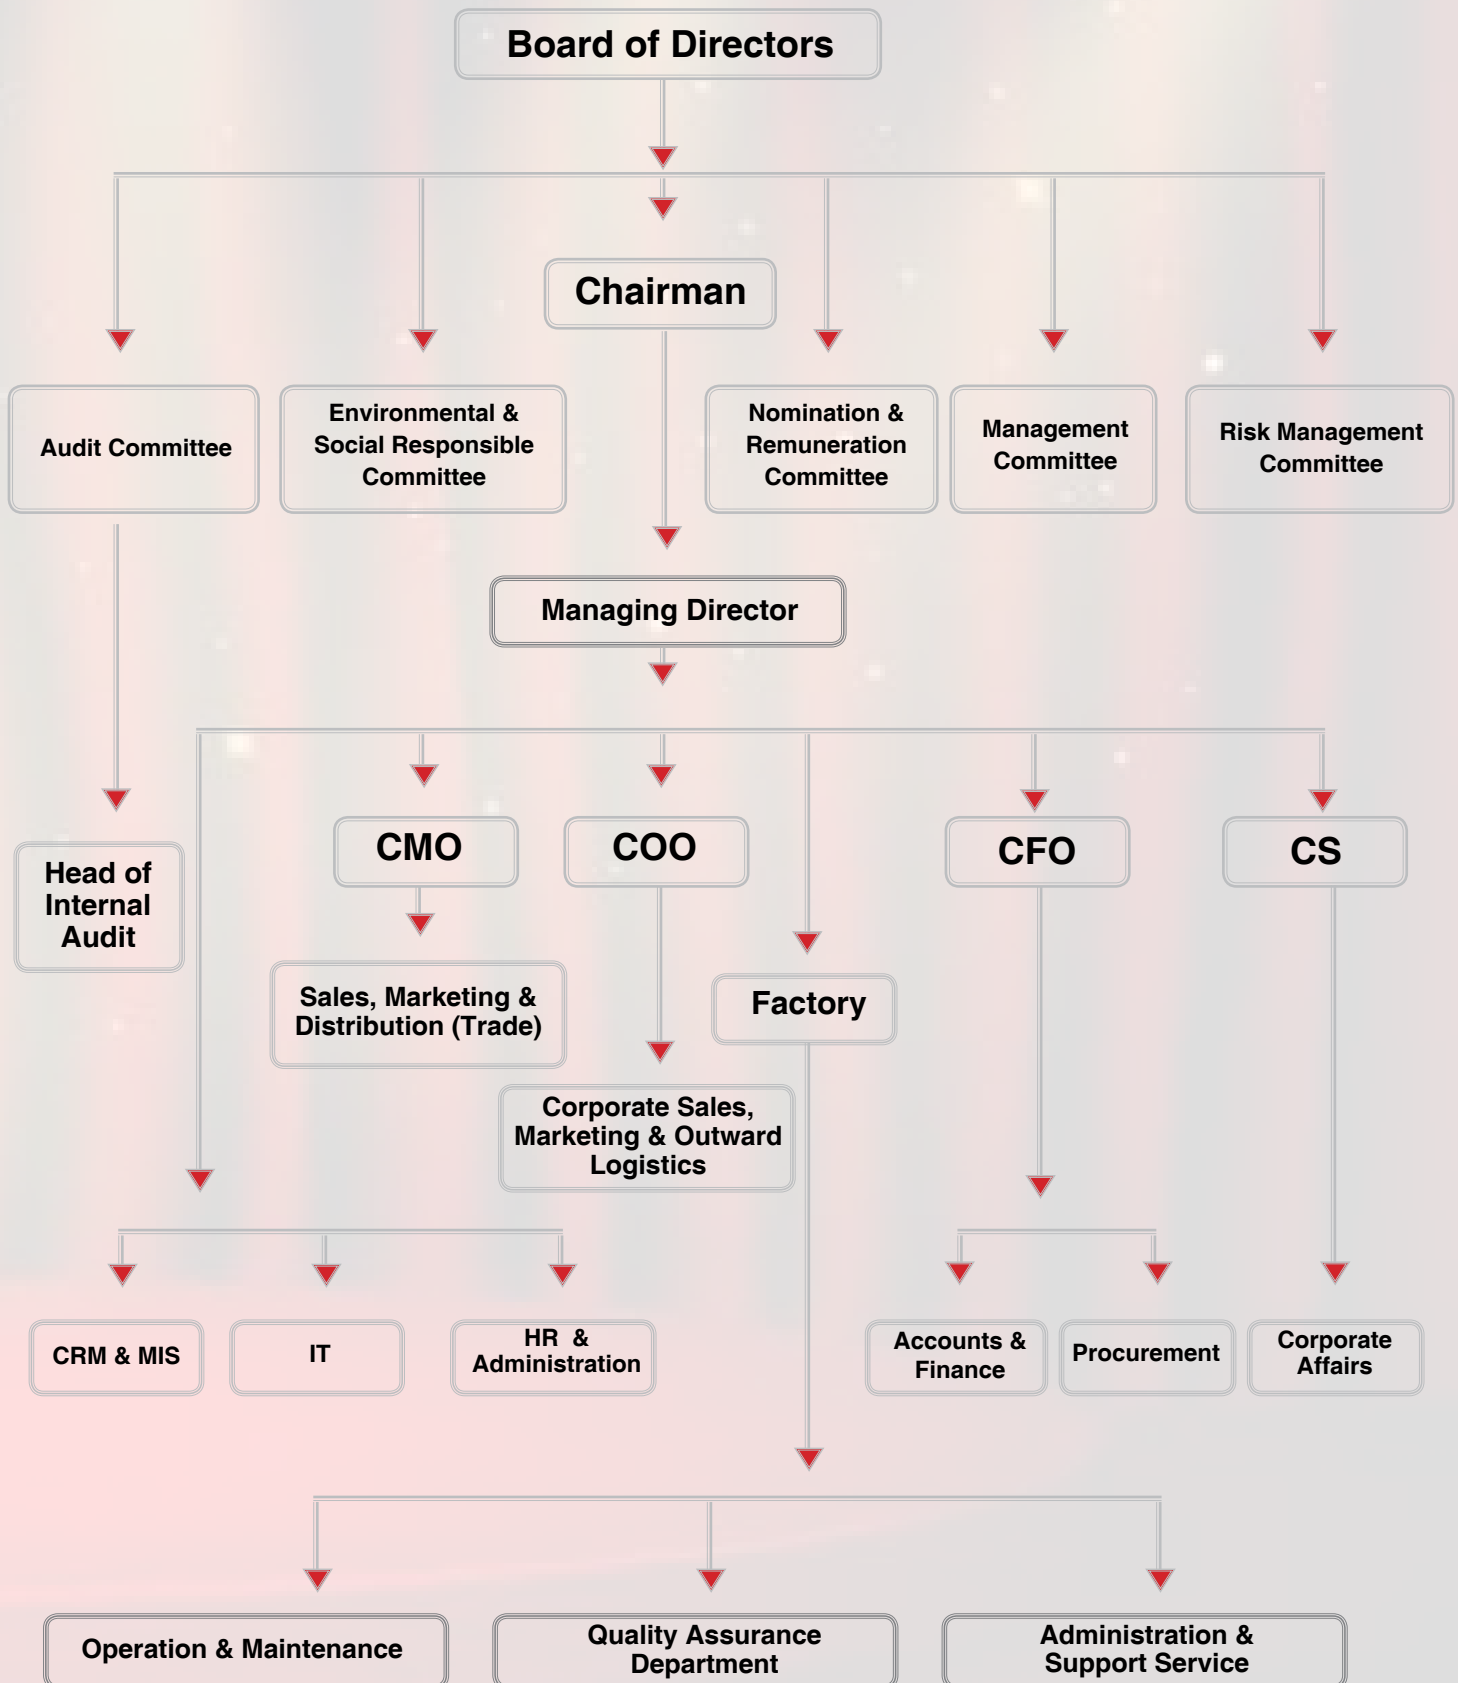 Board of Directors
Chairman
Audit Committee
Environmental &
Social Responsible
Committee
Nomination &
Remuneration
Committee
Management
Committee
Risk Management
Committee
Managing Director
Head of
Internal
Audit
CMO
COO
CFO
CS
Sales, Marketing &
Distribution (Trade)
Factory
Corporate Sales,
Marketing & Outward
Logistics
CRM & MIS
IT
HR &
Administration
Accounts &
Finance
Procurement
Corporate
Affairs
Operation & Maintenance
Quality Assurance
Department
Administration &
Support Service